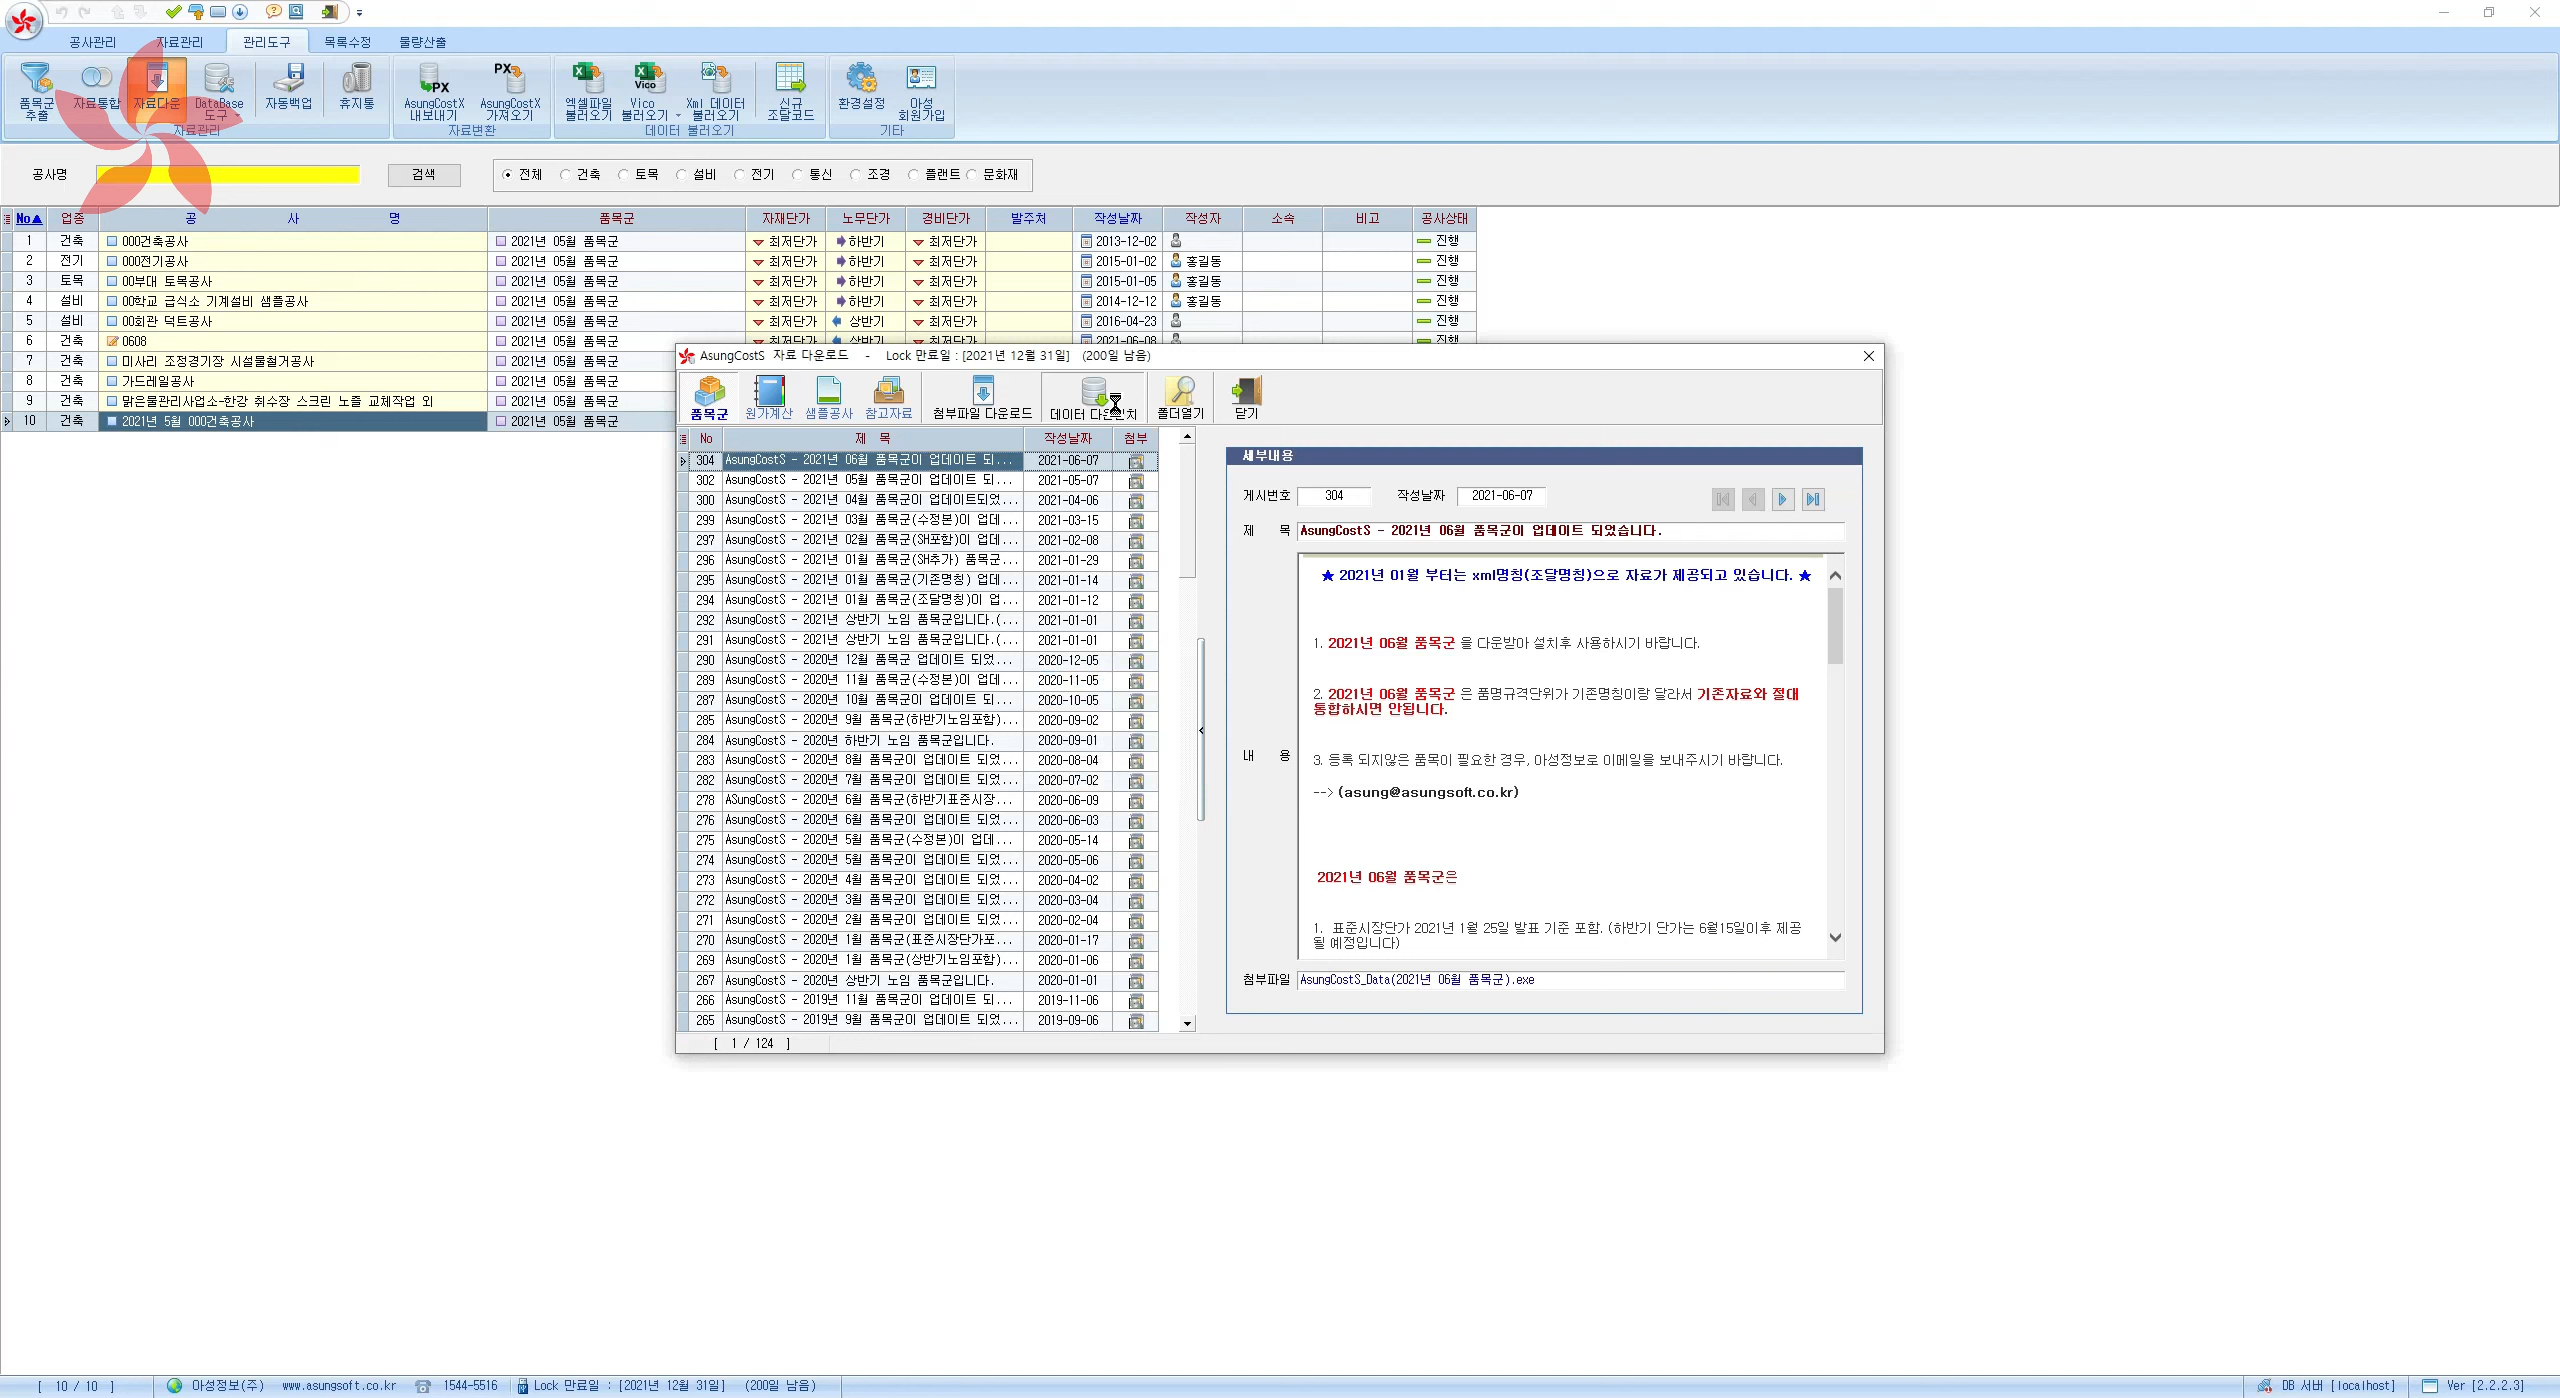 공사관리 자료관리 관리도구 목록수정 물량산출
품목군 추출 자료통합 자료다운 DataBase 도구 자동백업 휴지통 AsungCostX 내보내기 AsungCostX 가져오기 엑셀파일 불러오기 Vico 불러오기 Xml 데이터 불러오기 신규 조달코드 환경설정 아성 회원가입
자료관리 자료변환 데이터 불러오기 기타
공사명 검색 전체 건축 토목 설비 전기 통신 조경 플랜트 문화재
No▲ 업종 공 사 명 품목군 자재단가 노무단가 경비단가 발주처 작성날짜 작성자 소속 비고 공사상태
1 건축 000건축공사 2021년 05월 품목군 최저단가 하반기 최저단가 2013-12-02 진행
2 전기 000전기공사 2021년 05월 품목군 최저단가 하반기 최저단가 2015-01-02 홍길동 진행
3 토목 00부대 토목공사 2021년 05월 품목군 최저단가 하반기 최저단가 2015-01-05 홍길동 진행
4 설비 00학교 급식소 기계설비 샘플공사 2021년 05월 품목군 최저단가 하반기 최저단가 2014-12-12 홍길동 진행
5 설비 00회관 덕트공사 2021년 05월 품목군 최저단가 상반기 최저단가 2016-04-23 진행
6 건축 0608 2021년 05월 품목군 최저단가 상반기 최저단가 2021-06-08 진행
7 건축 미사리 조정경기장 시설물철거공사 2021년 05월 품목군
8 건축 가드레일공사 2021년 05월 품목군
9 건축 맑은물관리사업소-한강 취수장 스크린 노즐 교체작업 외 2021년 05월 품목군
10 건축 2021년 5월 000건축공사 2021년 05월 품목군
AsungCostS 자료 다운로드 - Lock 만료일 : [2021년 12월 31일] (200일 남음)
품목군 원가계산 샘플공사 참고자료 첨부파일 다운로드 데이터 다운 치 폴더열기 닫기
No 제 목 작성날짜 첨부
304 AsungCostS - 2021년 06월 품목군이 업데이트 되... 2021-06-07
302 AsungCostS - 2021년 05월 품목군이 업데이트 되... 2021-05-07
300 AsungCostS - 2021년 04월 품목군이 업데이트되었... 2021-04-06
299 AsungCostS - 2021년 03월 품목군(수정본)이 업데... 2021-03-15
297 AsungCostS - 2021년 02월 품목군(SH포함)이 업데... 2021-02-08
296 AsungCostS - 2021년 01월 품목군(SH추가) 품목군... 2021-01-29
295 AsungCostS - 2021년 01월 품목군(기존명칭) 업데... 2021-01-14
294 AsungCostS - 2021년 01월 품목군(조달명칭)이 업... 2021-01-12
292 AsungCostS - 2021년 상반기 노임 품목군입니다.(... 2021-01-01
291 AsungCostS - 2021년 상반기 노임 품목군입니다.(... 2021-01-01
290 AsungCostS - 2020년 12월 품목군 업데이트 되었... 2020-12-05
289 AsungCostS - 2020년 11월 품목군(수정본)이 업데... 2020-11-05
287 AsungCostS - 2020년 10월 품목군이 업데이트 되... 2020-10-05
285 AsungCostS - 2020년 9월 품목군(하반기노임포함)... 2020-09-02
284 AsungCostS - 2020년 하반기 노임 품목군입니다. 2020-09-01
283 AsungCostS - 2020년 8월 품목군이 업데이트 되었... 2020-08-04
282 AsungCostS - 2020년 7월 품목군이 업데이트 되었... 2020-07-02
278 ASungCostS - 2020년 6월 품목군(하반기표준시장... 2020-06-09
276 AsungCostS - 2020년 6월 품목군이 업데이트 되었... 2020-06-03
275 AsungCostS - 2020년 5월 품목군(수정본)이 업데... 2020-05-14
274 AsungCostS - 2020년 5월 품목군이 업데이트 되었... 2020-05-06
273 AsungCostS - 2020년 4월 품목군이 업데이트 되었... 2020-04-02
272 AsungCostS - 2020년 3월 품목군이 업데이트 되었... 2020-03-04
271 AsungCostS - 2020년 2월 품목군이 업데이트 되었... 2020-02-04
270 AsungCostS - 2020년 1월 품목군(표준시장단가포... 2020-01-17
269 AsungCostS - 2020년 1월 품목군(상반기노임포함)... 2020-01-06
267 AsungCostS - 2020년 상반기 노임 품목군입니다. 2020-01-01
266 AsungCostS - 2019년 11월 품목군이 업데이트 되... 2019-11-06
265 AsungCostS - 2019년 9월 품목군이 업데이트 되었... 2019-09-06
[ 1 / 124 ]
세부내용
게시번호 304 작성날짜 2021-06-07
제 목 AsungCostS - 2021년 06월 품목군이 업데이트 되었습니다.
★ 2021년 01월 부터는 xml명칭(조달명칭)으로 자료가 제공되고 있습니다. ★
1. 2021년 06월 품목군 을 다운받아 설치후 사용하시기 바랍니다.
2. 2021년 06월 품목군 은 품명규격단위가 기존명칭이랑 달라서 기존자료와 절대
통합하시면 안됩니다.
내 용
3. 등록 되지않은 품목이 필요한 경우, 아성정보로 이메일을 보내주시기 바랍니다.
--> (asung@asungsoft.co.kr)
2021년 06월 품목군은
1. 표준시장단가 2021년 1월 25일 발표 기준 포함. (하반기 단가는 6월15일이후 제공
될 예정입니다)
첨부파일 AsungCostS_Data(2021년 06월 품목군).exe
[ 10 / 10 ] 아성정보(주) www.asungsoft.co.kr 1544-5516 Lock 만료일 : [2021년 12월 31일] (200일 남음) DB 서버 [localhost] Ver [2.2.2.3]